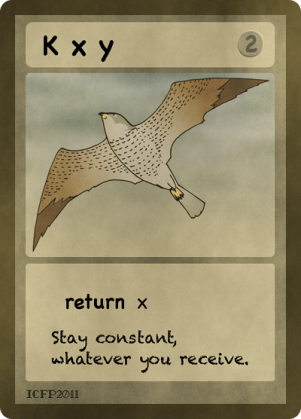 K x y
2
return x
Stay constant,
whatever you receive.
ICFP2011